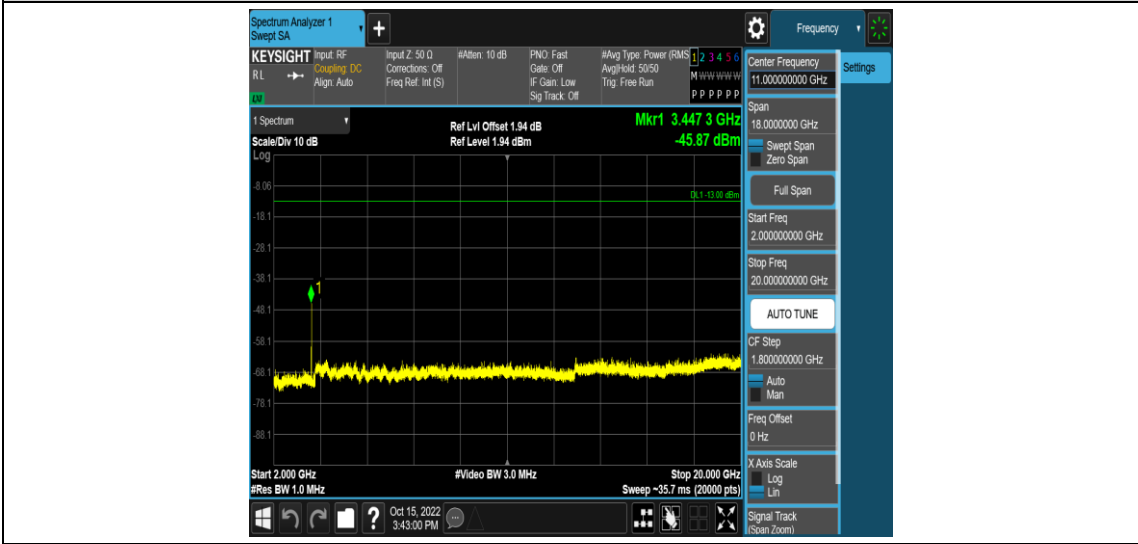 Spectrum Analyzer 1
Swept SA
+
Frequency
KEYSIGHT
RL
LXI
Input: RF
Coupling: DC
Align: Auto
Input Z: 50 Ω
Corrections: Off
Freq Ref: Int (S)
#Atten: 10 dB
PNO: Fast
Gate: Off
IF Gain: Low
Sig Track: Off
#Avg Type: Power (RMS
Avg|Hold: 50/50
Trig: Free Run
1 2 3 4 5 6
M W W W W W
P P P P P P
1 Spectrum
Scale/Div 10 dB
Log
Ref Lvl Offset 1.94 dB
Ref Level 1.94 dBm
Mkr1 3.447 3 GHz
-45.87 dBm
-8.06
DL1 -13.00 dBm
-18.1
-28.1
-38.1
1
-48.1
-58.1
-68.1
-78.1
-88.1
Start 2.000 GHz
#Video BW 3.0 MHz
Stop 20.000 GHz
#Res BW 1.0 MHz
Sweep ~35.7 ms (20000 pts)
?
Oct 15, 2022
3:43:00 PM
Center Frequency
11.000000000 GHz
Settings
Span
18.0000000 GHz
Swept Span
Zero Span
Full Span
Start Freq
2.000000000 GHz
Stop Freq
20.000000000 GHz
AUTO TUNE
CF Step
1.800000000 GHz
Auto
Man
Freq Offset
0 Hz
X Axis Scale
Log
Lin
Signal Track
(Span Zoom)